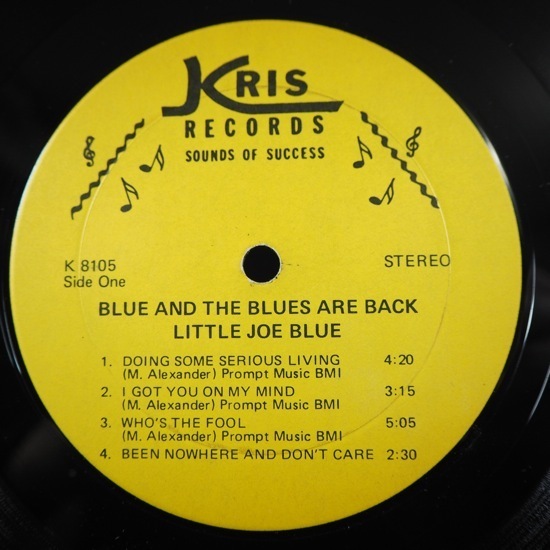 KRIS
RECORDS
SOUNDS OF SUCCESS
K 8105 STEREO
Side One
BLUE AND THE BLUES ARE BACK
LITTLE JOE BLUE
1. DOING SOME SERIOUS LIVING 4:20
(M. Alexander) Prompt Music BMI
2. I GOT YOU ON MY MIND 3:15
(M. Alexander) Prompt Music BMI
3. WHO'S THE FOOL 5:05
(M. Alexander) Prompt Music BMI
4. BEEN NOWHERE AND DON'T CARE 2:30